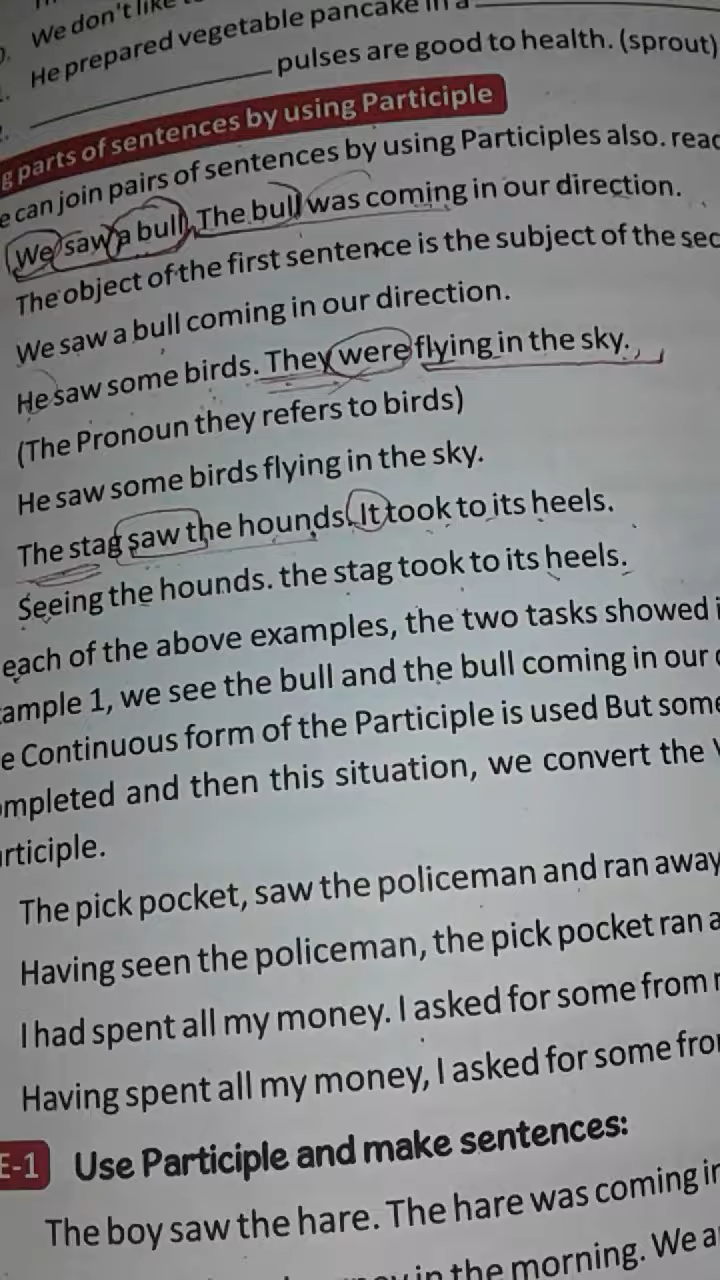 We don't like
He prepared vegetable pancake in a
pulses are good to health. (sprout)
g parts of sentences by using Participle
e can join pairs of sentences by using Participles also. read
We saw a bull. The bull was coming in our direction.
The object of the first sentence is the subject of the sec
We saw a bull coming in our direction.
He saw some birds. They were flying in the sky.
(The Pronoun they refers to birds)
He saw some birds flying in the sky.
The stag saw the hounds. It took to its heels.
Seeing the hounds. the stag took to its heels.
each of the above examples, the two tasks showed i
ample 1, we see the bull and the bull coming in our
e Continuous form of the Participle is used But some
ompleted and then this situation, we convert the
rticiple.
The pick pocket, saw the policeman and ran away
Having seen the policeman, the pick pocket ran a
I had spent all my money. I asked for some from
Having spent all my money, I asked for some fro
E-1 Use Participle and make sentences:
The boy saw the hare. The hare was coming in
in the morning. We a